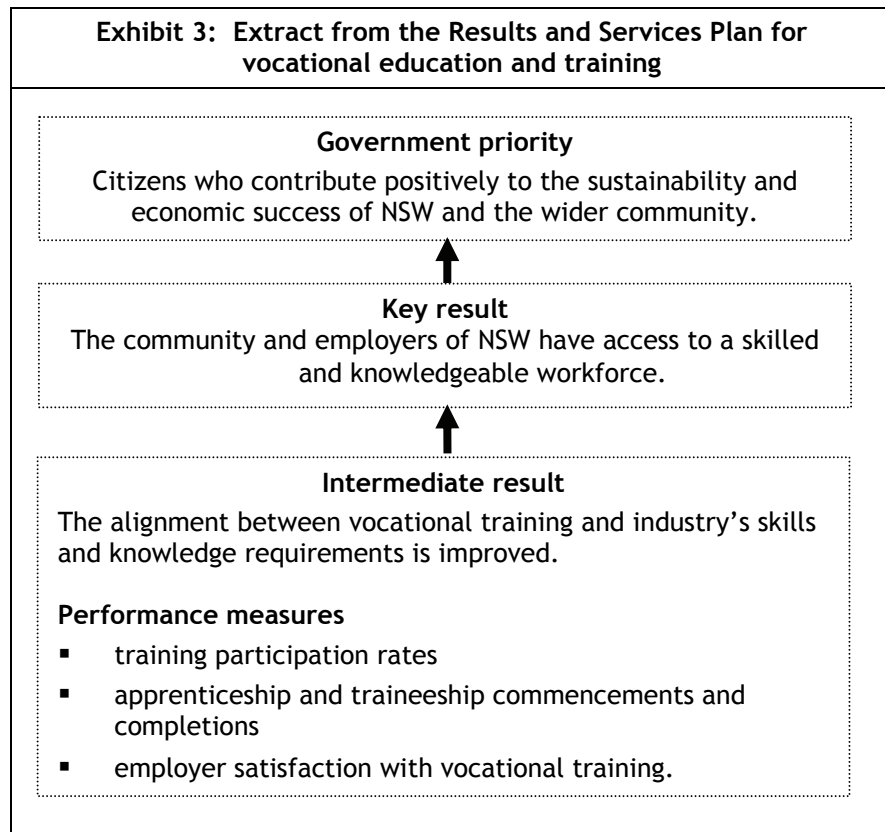 Exhibit 3:  Extract from the Results and Services Plan for
vocational education and training
Government priority
Citizens who contribute positively to the sustainability and
economic success of NSW and the wider community.
Key result
The community and employers of NSW have access to a skilled
and knowledgeable workforce.
Intermediate result
The alignment between vocational training and industry’s skills
and knowledge requirements is improved.
Performance measures
▪ training participation rates
▪ apprenticeship and traineeship commencements and
completions
▪ employer satisfaction with vocational training.